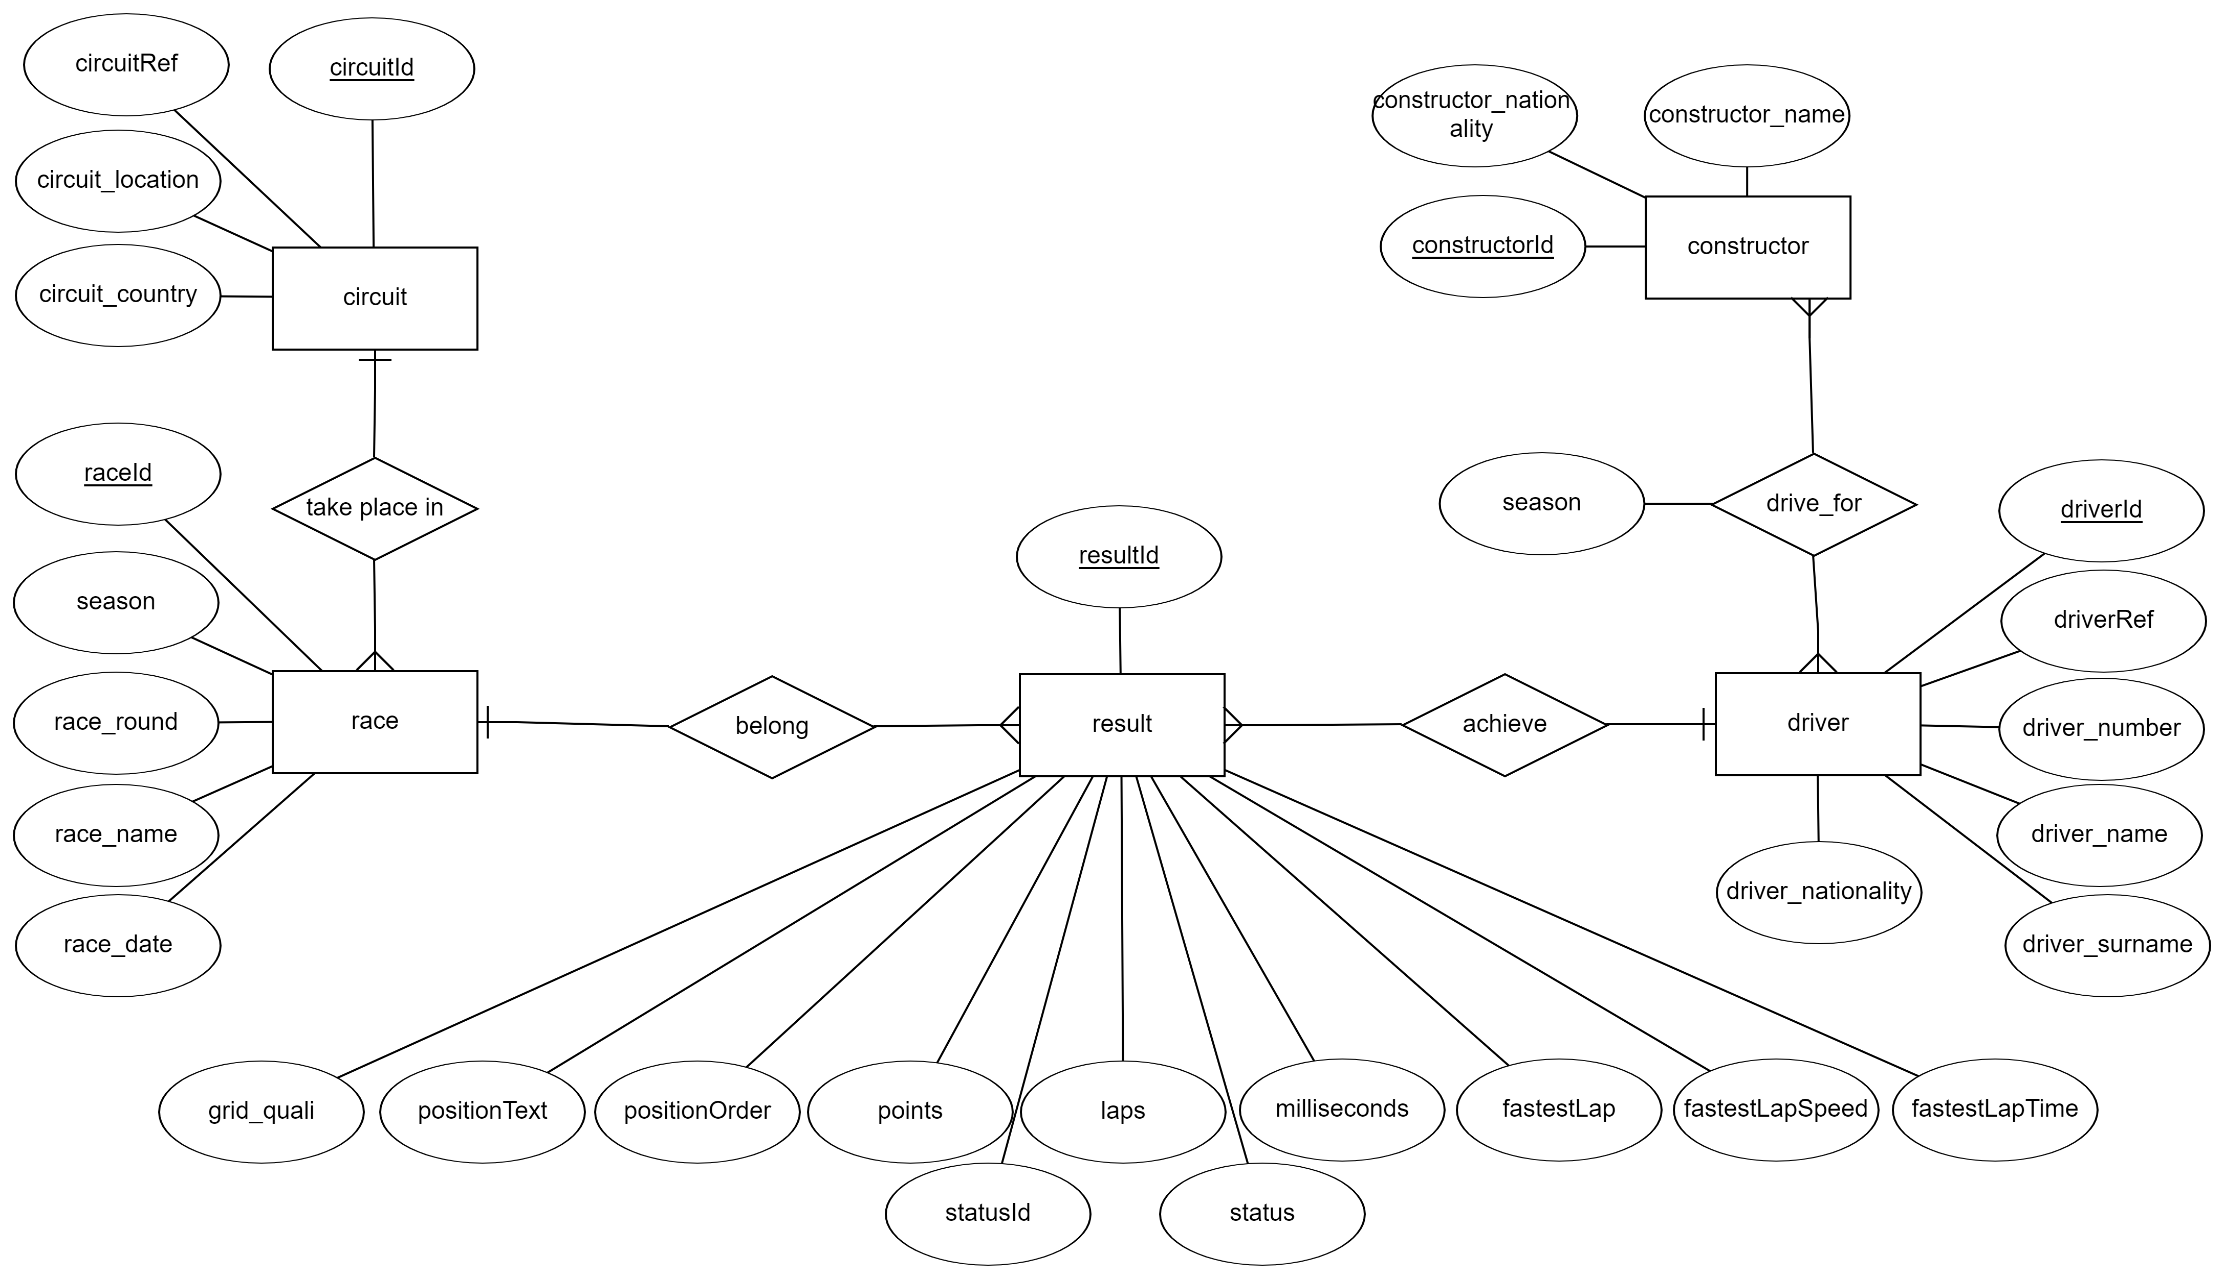 circuitRef
circuitId
circuit_location
circuit_country
circuit
take place in
raceId
season
race_round
race_name
race_date
race
belong
resultId
result
achieve
constructor_nation
ality
constructor_name
constructorId
constructor
season
drive_for
driverId
driverRef
driver_number
driver_name
driver_surname
driver_nationality
driver
grid_quali
positionText
positionOrder
points
laps
milliseconds
fastestLap
fastestLapSpeed
fastestLapTime
statusId
status